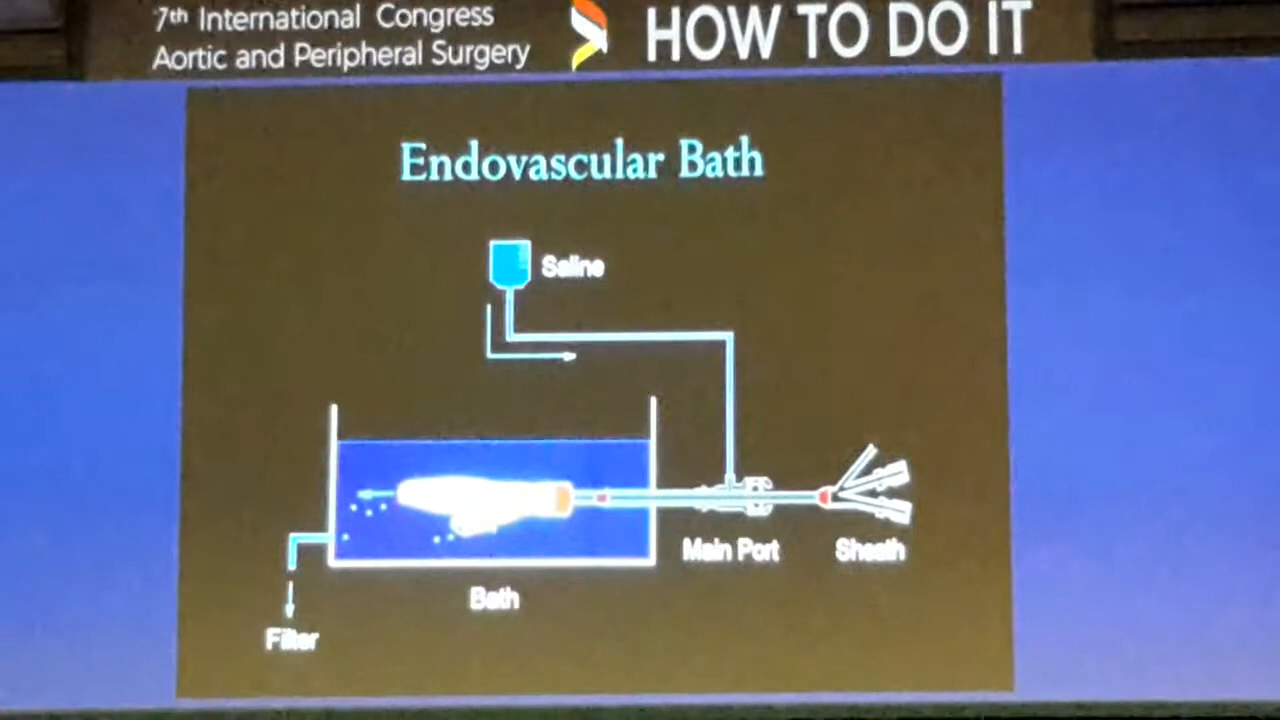 7th International Congress
Aortic and Peripheral Surgery
HOW TO DO IT
Endovascular Bath
Saline
Main Port
Sheath
Bath
Filter